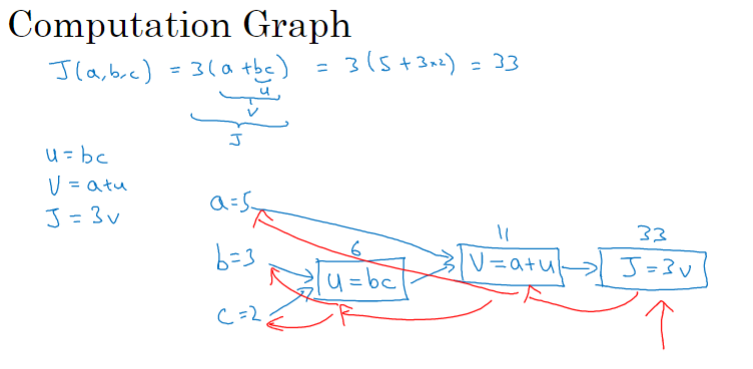 Computation Graph
J(a,b,c) = 3(a+bc) = 3(5+3×2) = 33
u
v
J
u=bc
V=a+u
J=3v
a=5
11
33
b=3
6
V=a+u
J=3v
u=bc
c=2